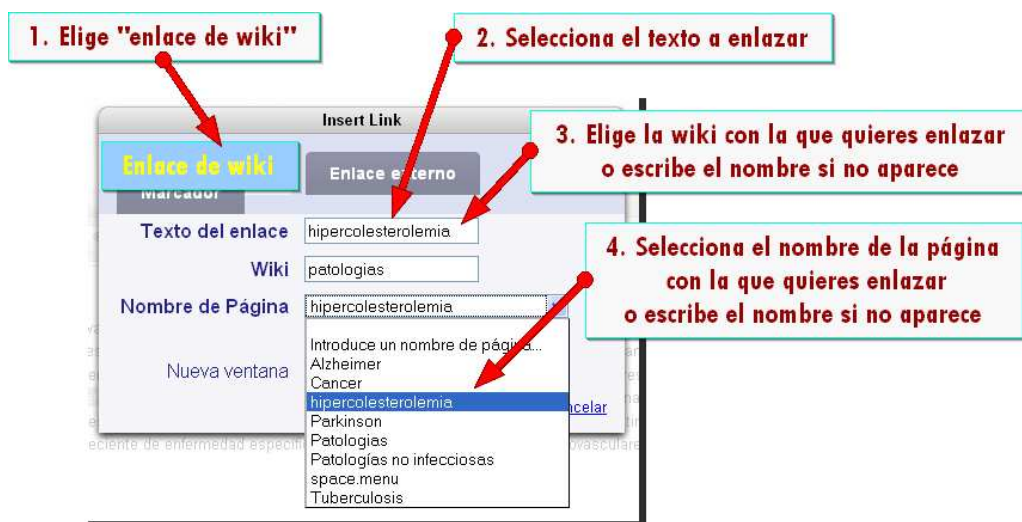 1. Elige "enlace de wiki"
2. Selecciona el texto a enlazar
Insert Link
3. Elige la wiki con la que quieres enlazar
o escribe el nombre si no aparece
Enlace de wiki
Enlace externo
Marcador
Texto del enlace
hipercolesterolemia
4. Selecciona el nombre de la página
con la que quieres enlazar
o escribe el nombre si no aparece
Wiki
patologias
Nombre de Página
hipercolesterolemia
Introduce un nombre de página...
Alzheimer
Nueva ventana
Cancer
hipercolesterolemia
Parkinson
Patologias
Patologías no infecciosas
space.menu
Tuberculosis